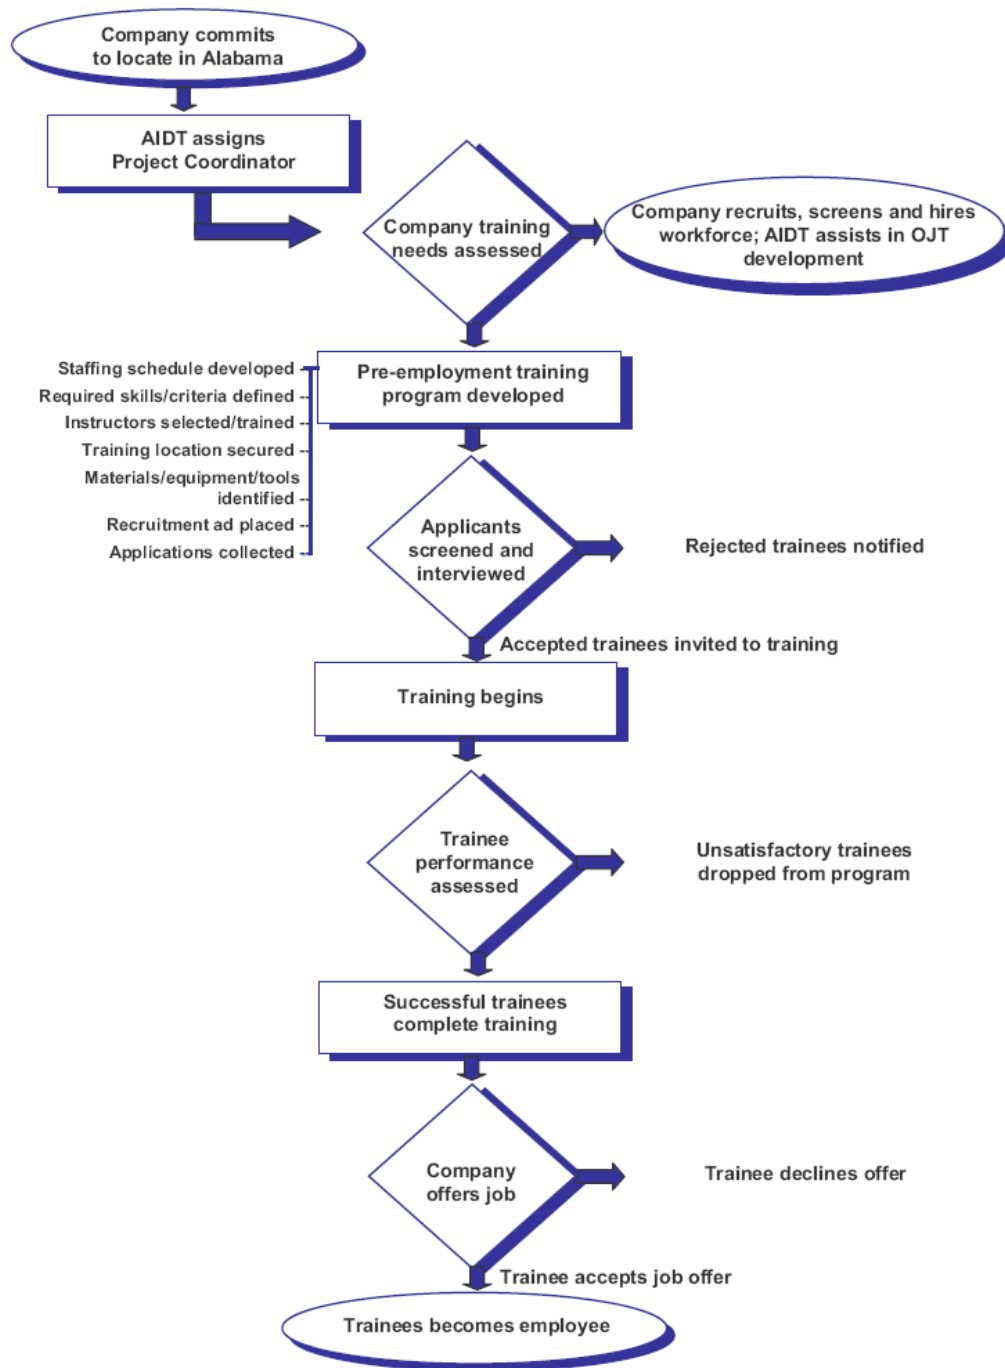 Company commits
to locate in Alabama
AIDT assigns
Project Coordinator
Company training
needs assessed
Company recruits, screens and hires
workforce; AIDT assists in OJT
development
Pre-employment training
program developed
Staffing schedule developed
Required skills/criteria defined
Instructors selected/trained
Training location secured
Materials/equipment/tools
identified
Recruitment ad placed
Applications collected
Applicants
screened and
interviewed
Rejected trainees notified
Accepted trainees invited to training
Training begins
Trainee
performance
assessed
Unsatisfactory trainees
dropped from program
Successful trainees
complete training
Company
offers job
Trainee declines offer
Trainee accepts job offer
Trainees becomes employee